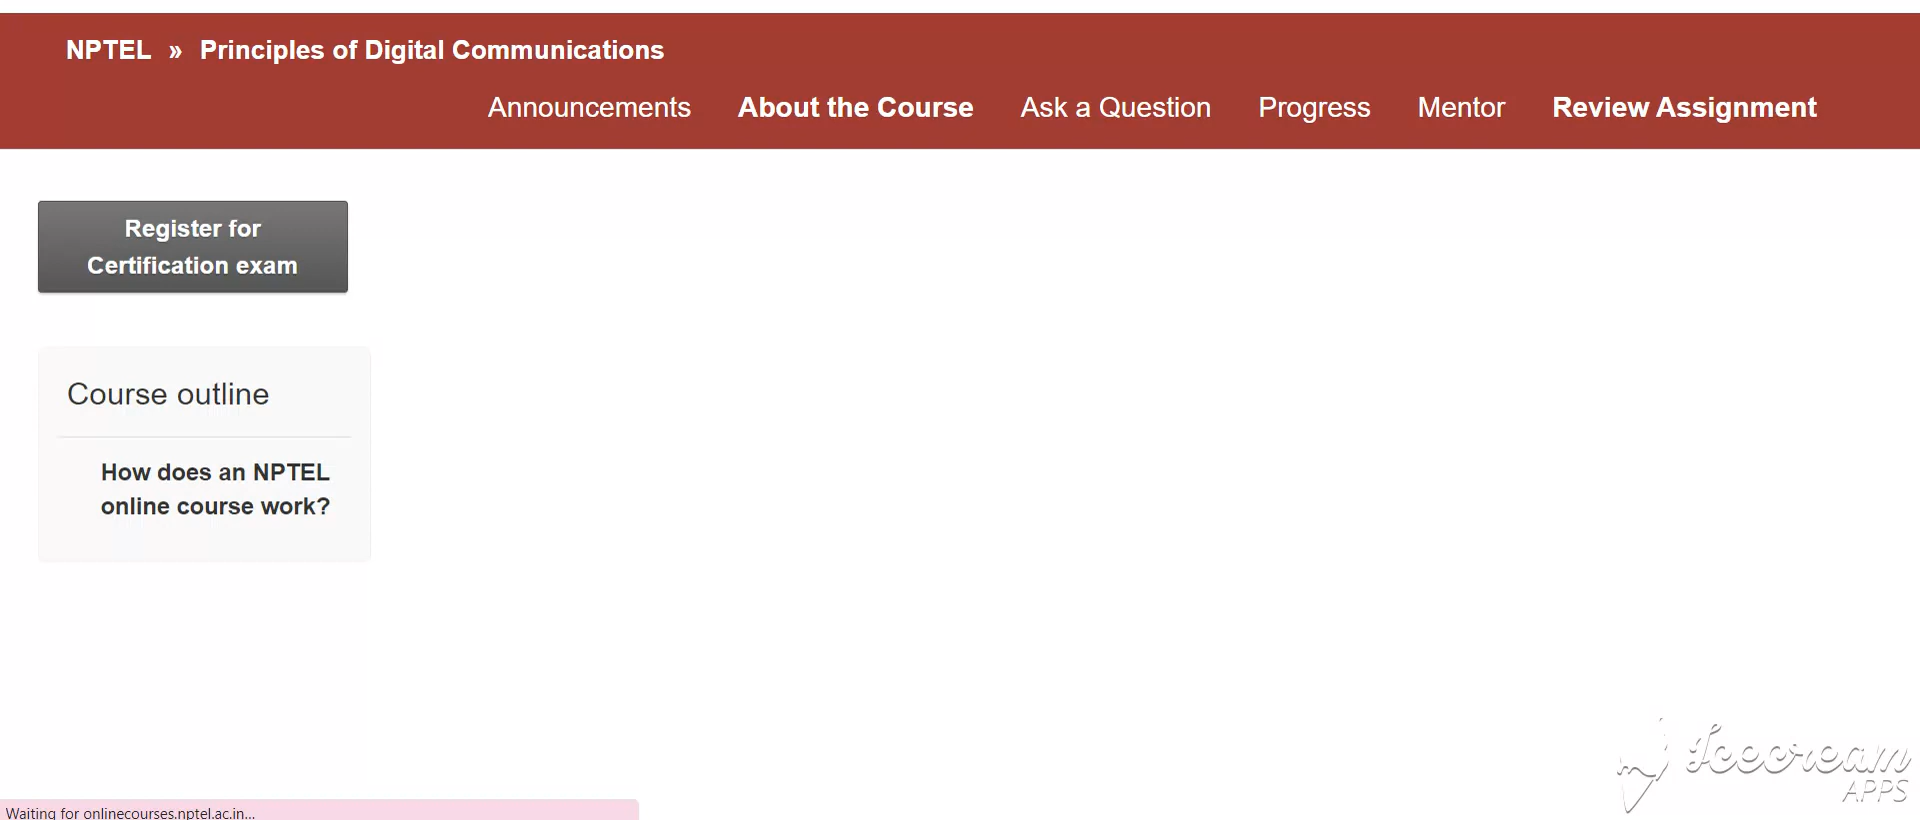 NPTEL » Principles of Digital Communications
Announcements About the Course Ask a Question Progress Mentor Review Assignment
Register for
Certification exam
Course outline
How does an NPTEL
online course work?
Icecream
APPS
Waiting for onlinecourses.nptel.ac.in...